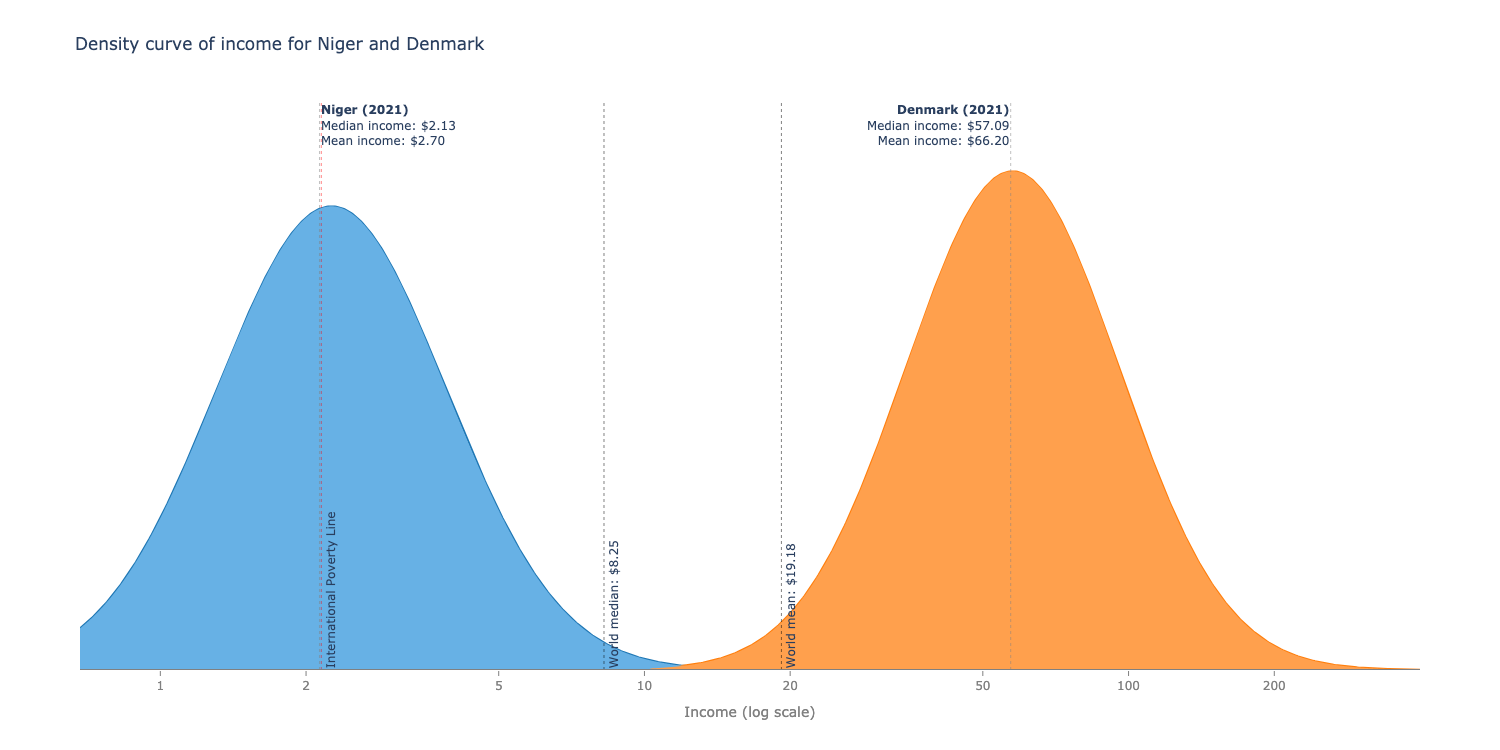 Density curve of income for Niger and Denmark
Niger (2021)
Median income: $2.13
Mean income: $2.70
Denmark (2021)
Median income: $57.09
Mean income: $66.20
International Poverty Line
World median: $8.25
World mean: $19.18
1 2 5 10 20 50 100 200
Income (log scale)